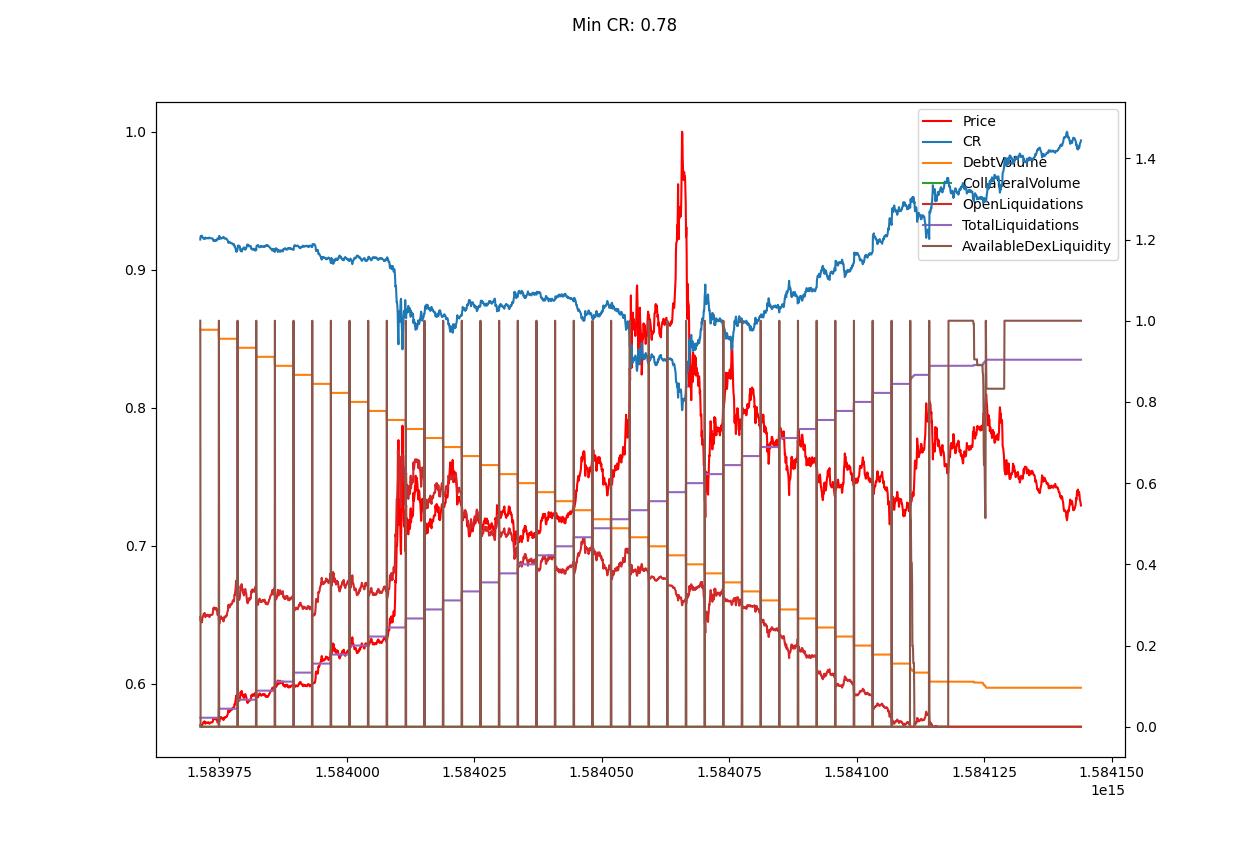 Min CR: 0.78
Price
CR
DebtVolume
CollateralVolume
OpenLiquidations
TotalLiquidations
AvailableDexLiquidity
1.0
0.9
0.8
0.7
0.6
1.4
1.2
1.0
0.8
0.6
0.4
0.2
0.0
1.583975 1.584000 1.584025 1.584050 1.584075 1.584100 1.584125 1.584150
1e15